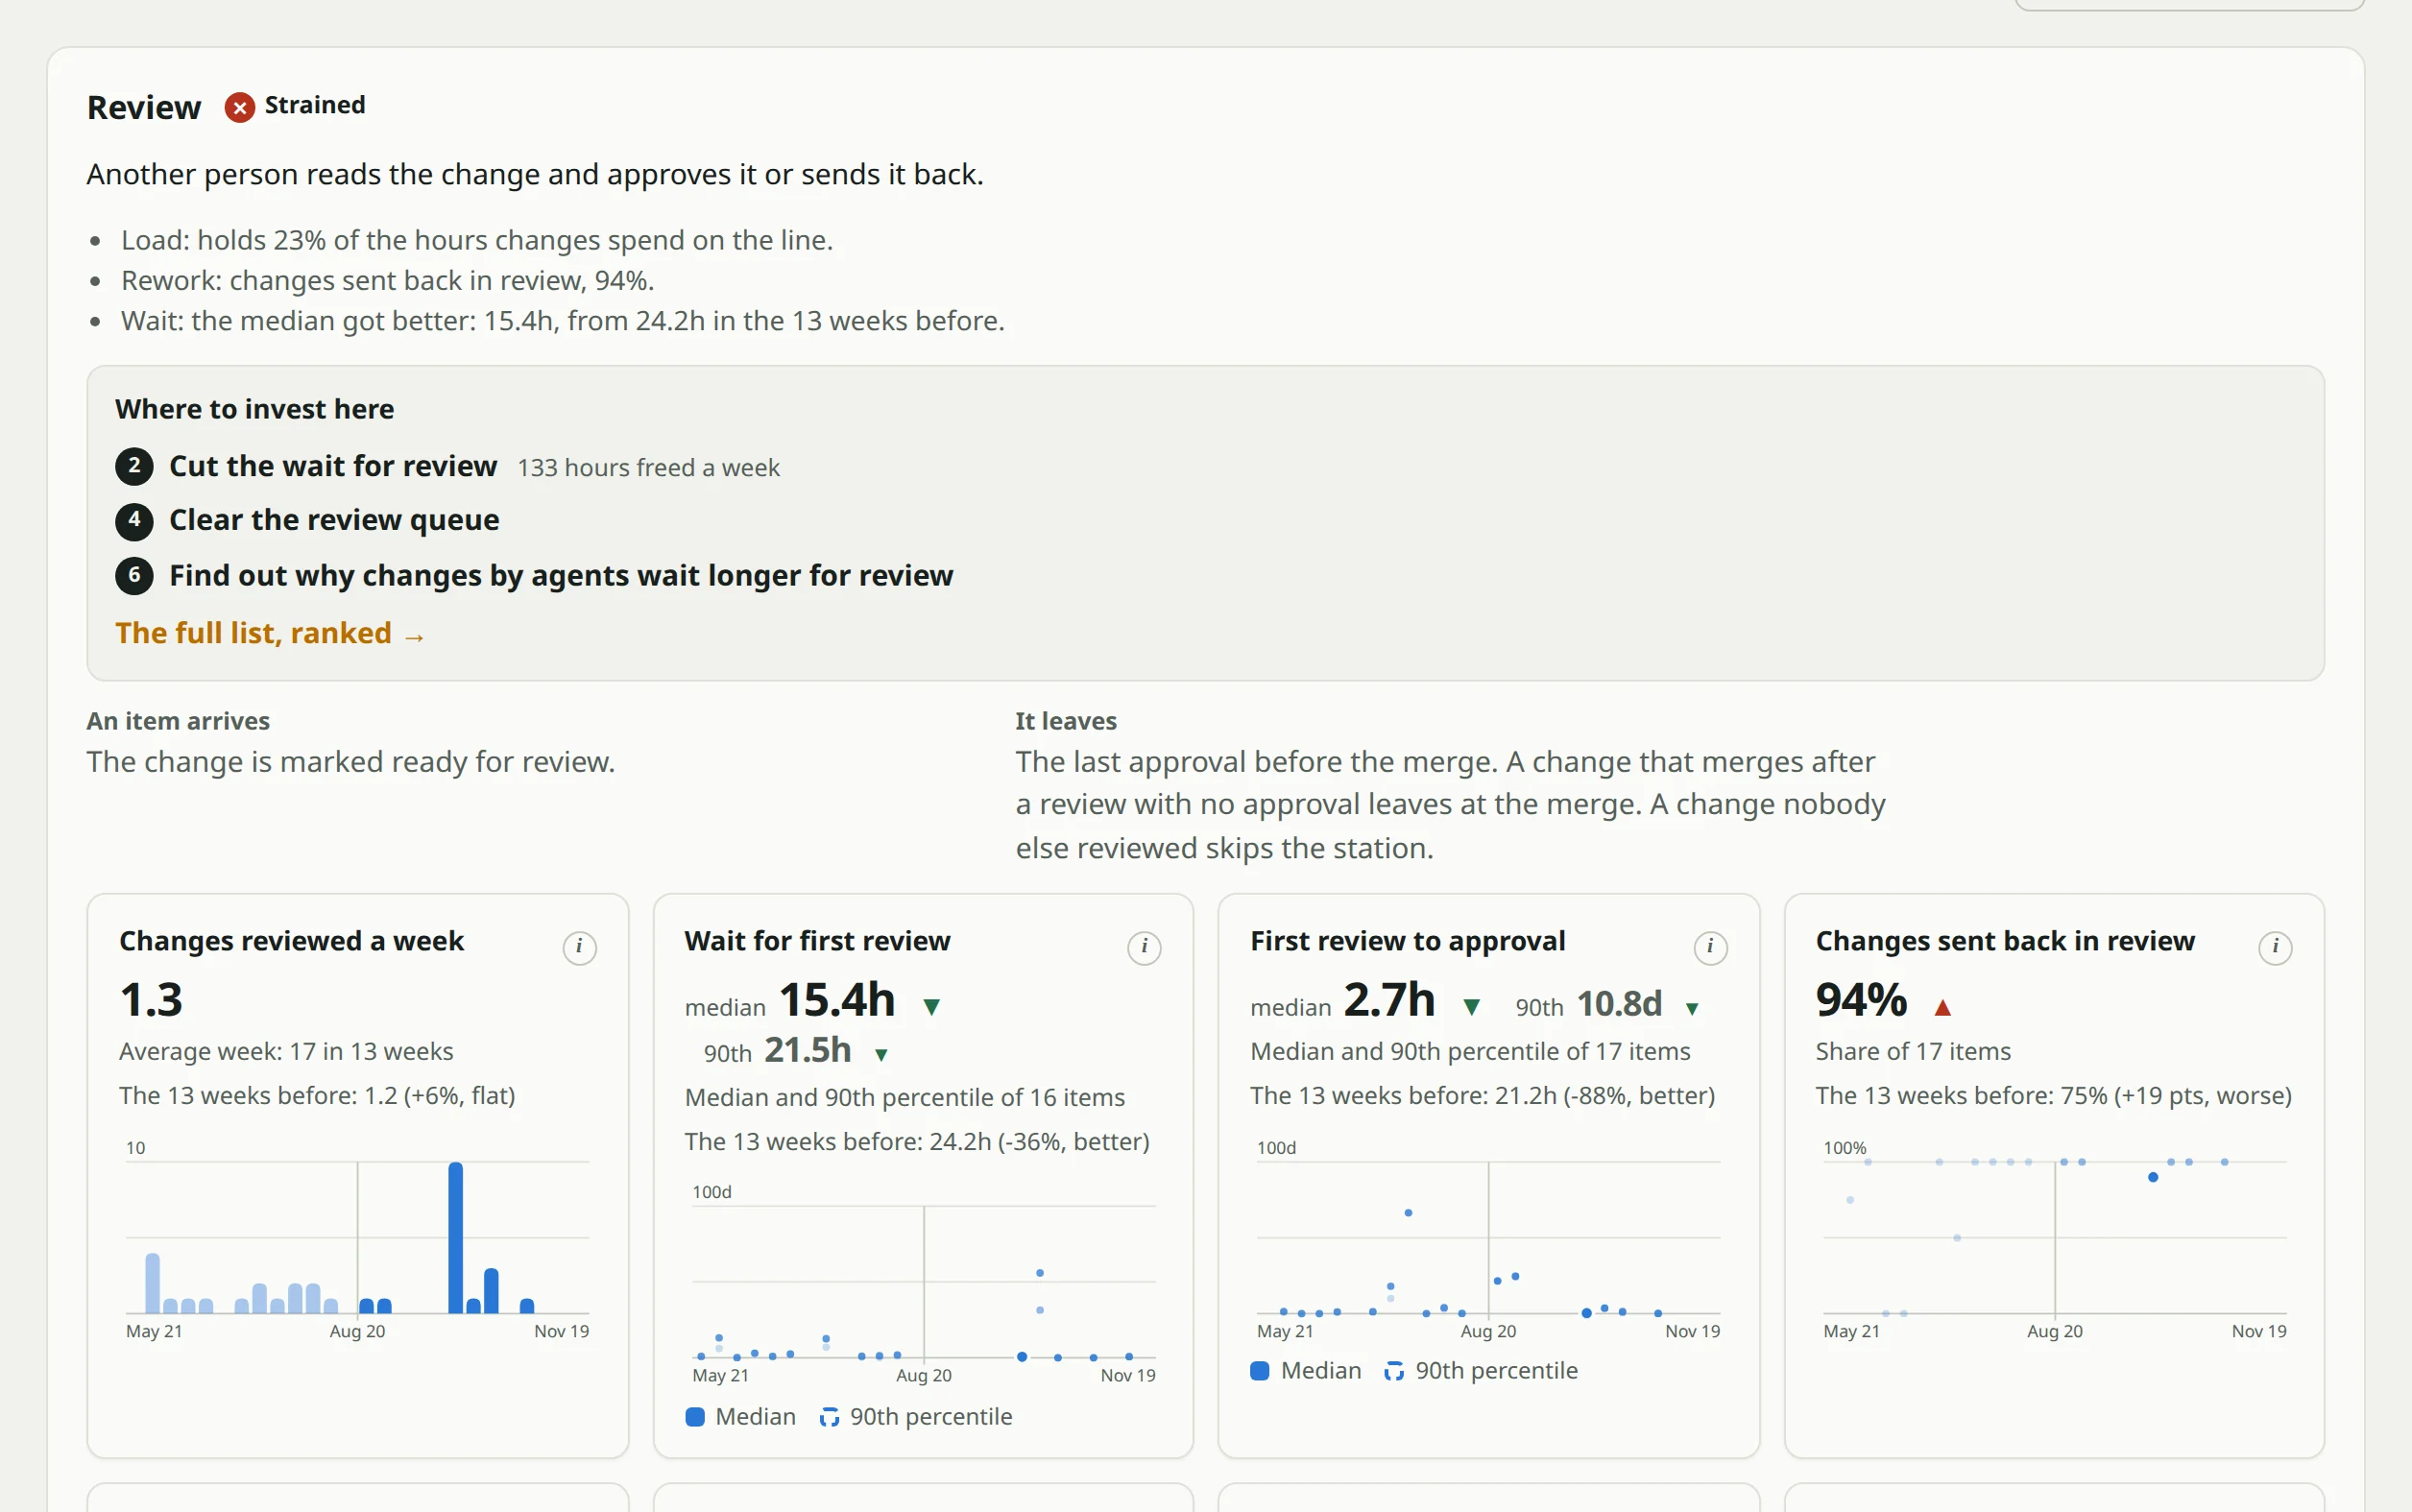 Review
Strained
Another person reads the change and approves it or sends it back.
• Load: holds 23% of the hours changes spend on the line.
• Rework: changes sent back in review, 94%.
• Wait: the median got better: 15.4h, from 24.2h in the 13 weeks before.
Where to invest here
2 Cut the wait for review 133 hours freed a week
4 Clear the review queue
6 Find out why changes by agents wait longer for review
The full list, ranked →
An item arrives
The change is marked ready for review.
It leaves
The last approval before the merge. A change that merges after
a review with no approval leaves at the merge. A change nobody
else reviewed skips the station.
Changes reviewed a week i
1.3
Average week: 17 in 13 weeks
The 13 weeks before: 1.2 (+6%, flat)
10
May 21 Aug 20 Nov 19
Wait for first review i
median 15.4h ▼
90th 21.5h ▼
Median and 90th percentile of 16 items
The 13 weeks before: 24.2h (-36%, better)
100d
May 21 Aug 20 Nov 19
Median 90th percentile
First review to approval i
median 2.7h ▼ 90th 10.8d ▼
Median and 90th percentile of 17 items
The 13 weeks before: 21.2h (-88%, better)
100d
May 21 Aug 20 Nov 19
Median 90th percentile
Changes sent back in review i
94% ▲
Share of 17 items
The 13 weeks before: 75% (+19 pts, worse)
100%
May 21 Aug 20 Nov 19